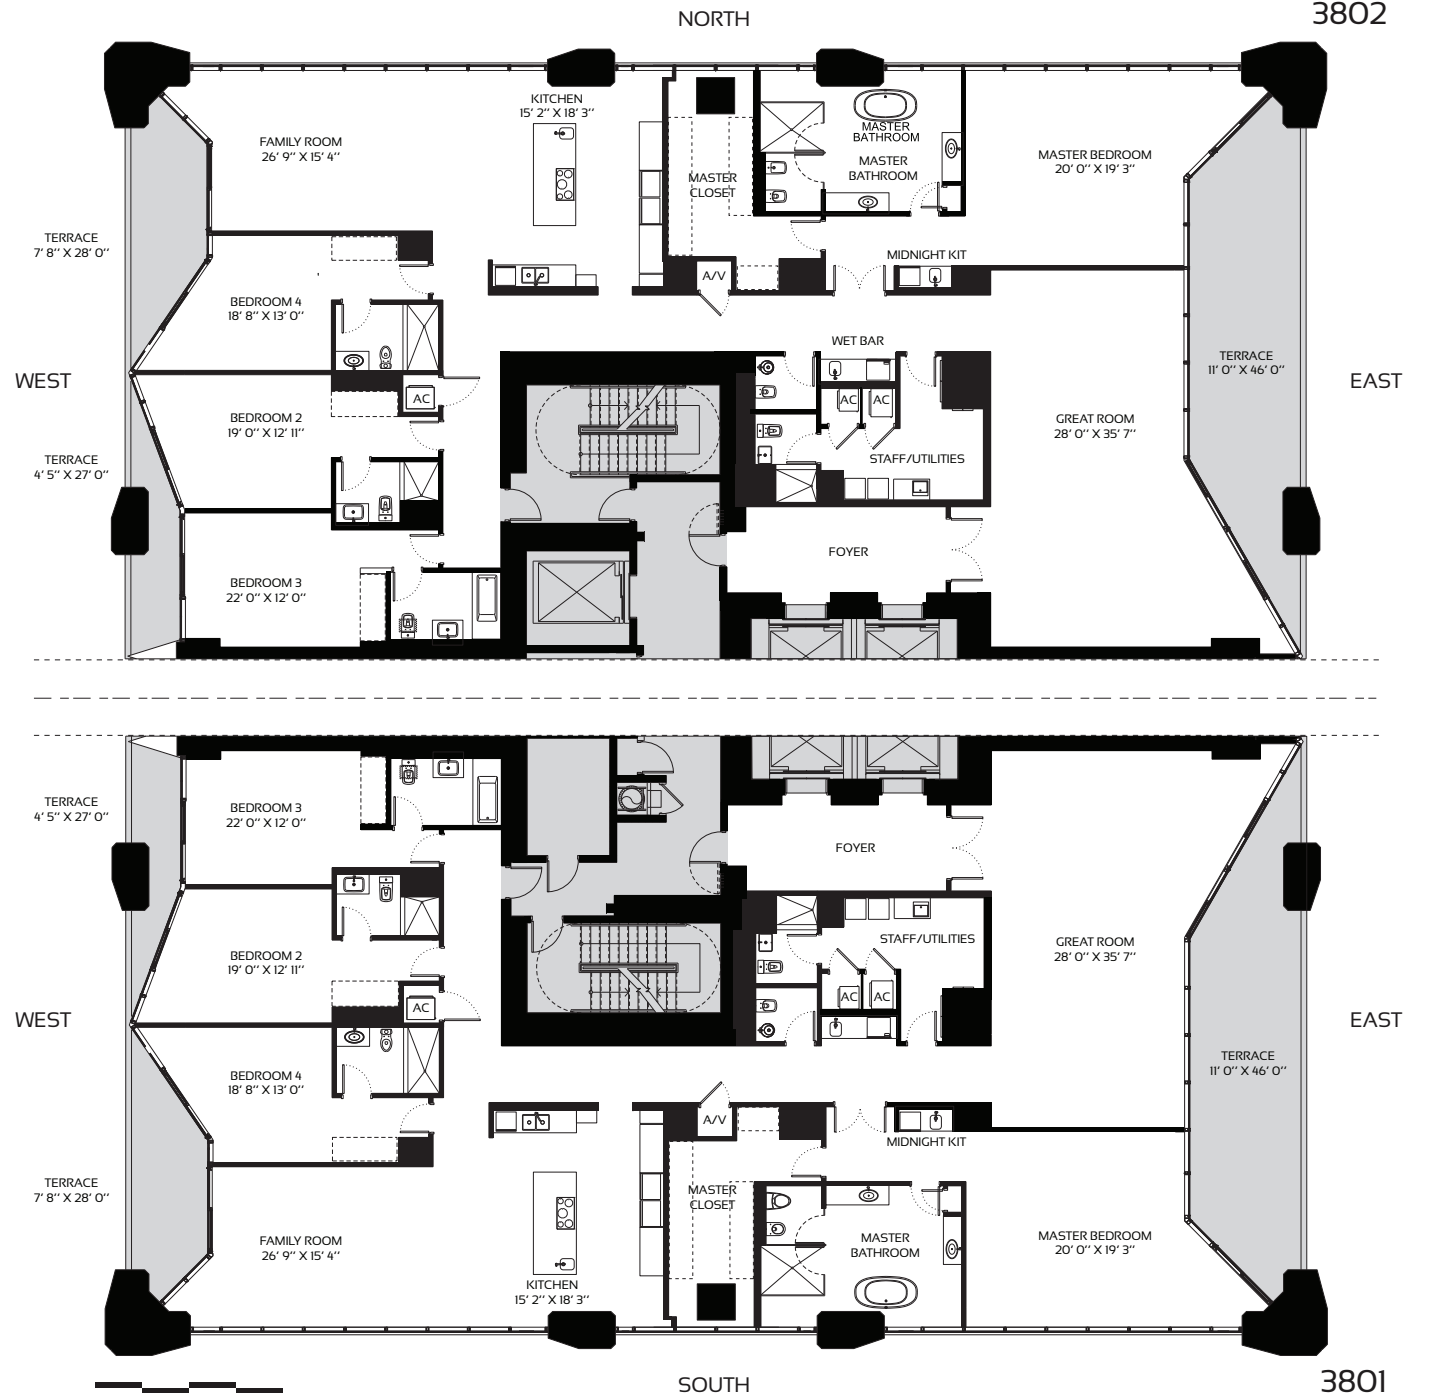 NORTH
3802
KITCHEN
15' 2'' X 18' 3''
FAMILY ROOM
26' 9'' X 15' 4''
MASTER
BATHROOM
MASTER
BATHROOM
MASTER BEDROOM
20' 0'' X 19' 3''
MASTER
CLOSET
TERRACE
7' 8'' X 28' 0''
MIDNIGHT KIT
A/V
BEDROOM 4
18' 8'' X 13' 0''
WET BAR
TERRACE
11' 0'' X 46' 0''
WEST
EAST
AC
AC
AC
BEDROOM 2
19' 0'' X 12' 11''
GREAT ROOM
28' 0'' X 35' 7''
TERRACE
4' 5'' X 27' 0''
STAFF/UTILITIES
FOYER
BEDROOM 3
22' 0'' X 12' 0''
TERRACE
4' 5'' X 27' 0''
BEDROOM 3
22' 0'' X 12' 0''
FOYER
STAFF/UTILITIES
GREAT ROOM
28' 0'' X 35' 7''
BEDROOM 2
19' 0'' X 12' 11''
AC
AC
AC
WEST
EAST
TERRACE
11' 0'' X 46' 0''
BEDROOM 4
18' 8'' X 13' 0''
A/V
MIDNIGHT KIT
TERRACE
7' 8'' X 28' 0''
MASTER
CLOSET
FAMILY ROOM
26' 9'' X 15' 4''
MASTER
BATHROOM
MASTER BEDROOM
20' 0'' X 19' 3''
KITCHEN
15' 2'' X 18' 3''
SOUTH
3801